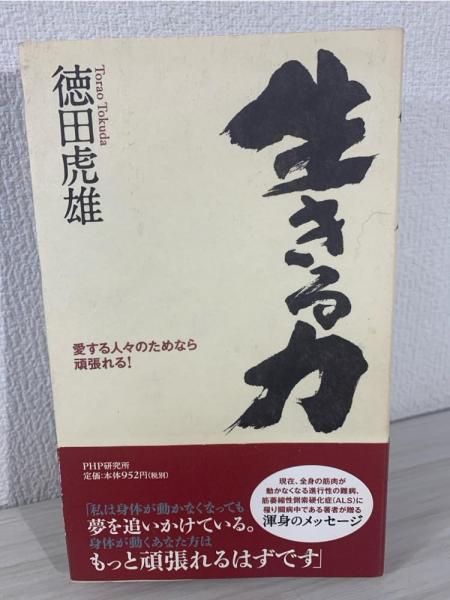 生きる力
徳田虎雄
Torao Tokuda
愛する人々のためなら
頑張れる!
PHP研究所
定価:本体952円(税別)
「私は身体が動かなくなっても
夢を追いかけている。
身体が動くあなた方は
もっと頑張れるはずです」
現在、全身の筋肉が
動かなくなる進行性の難病、
筋萎縮性側索硬化症(ALS)に
罹り闘病中である著者が贈る
渾身のメッセージ